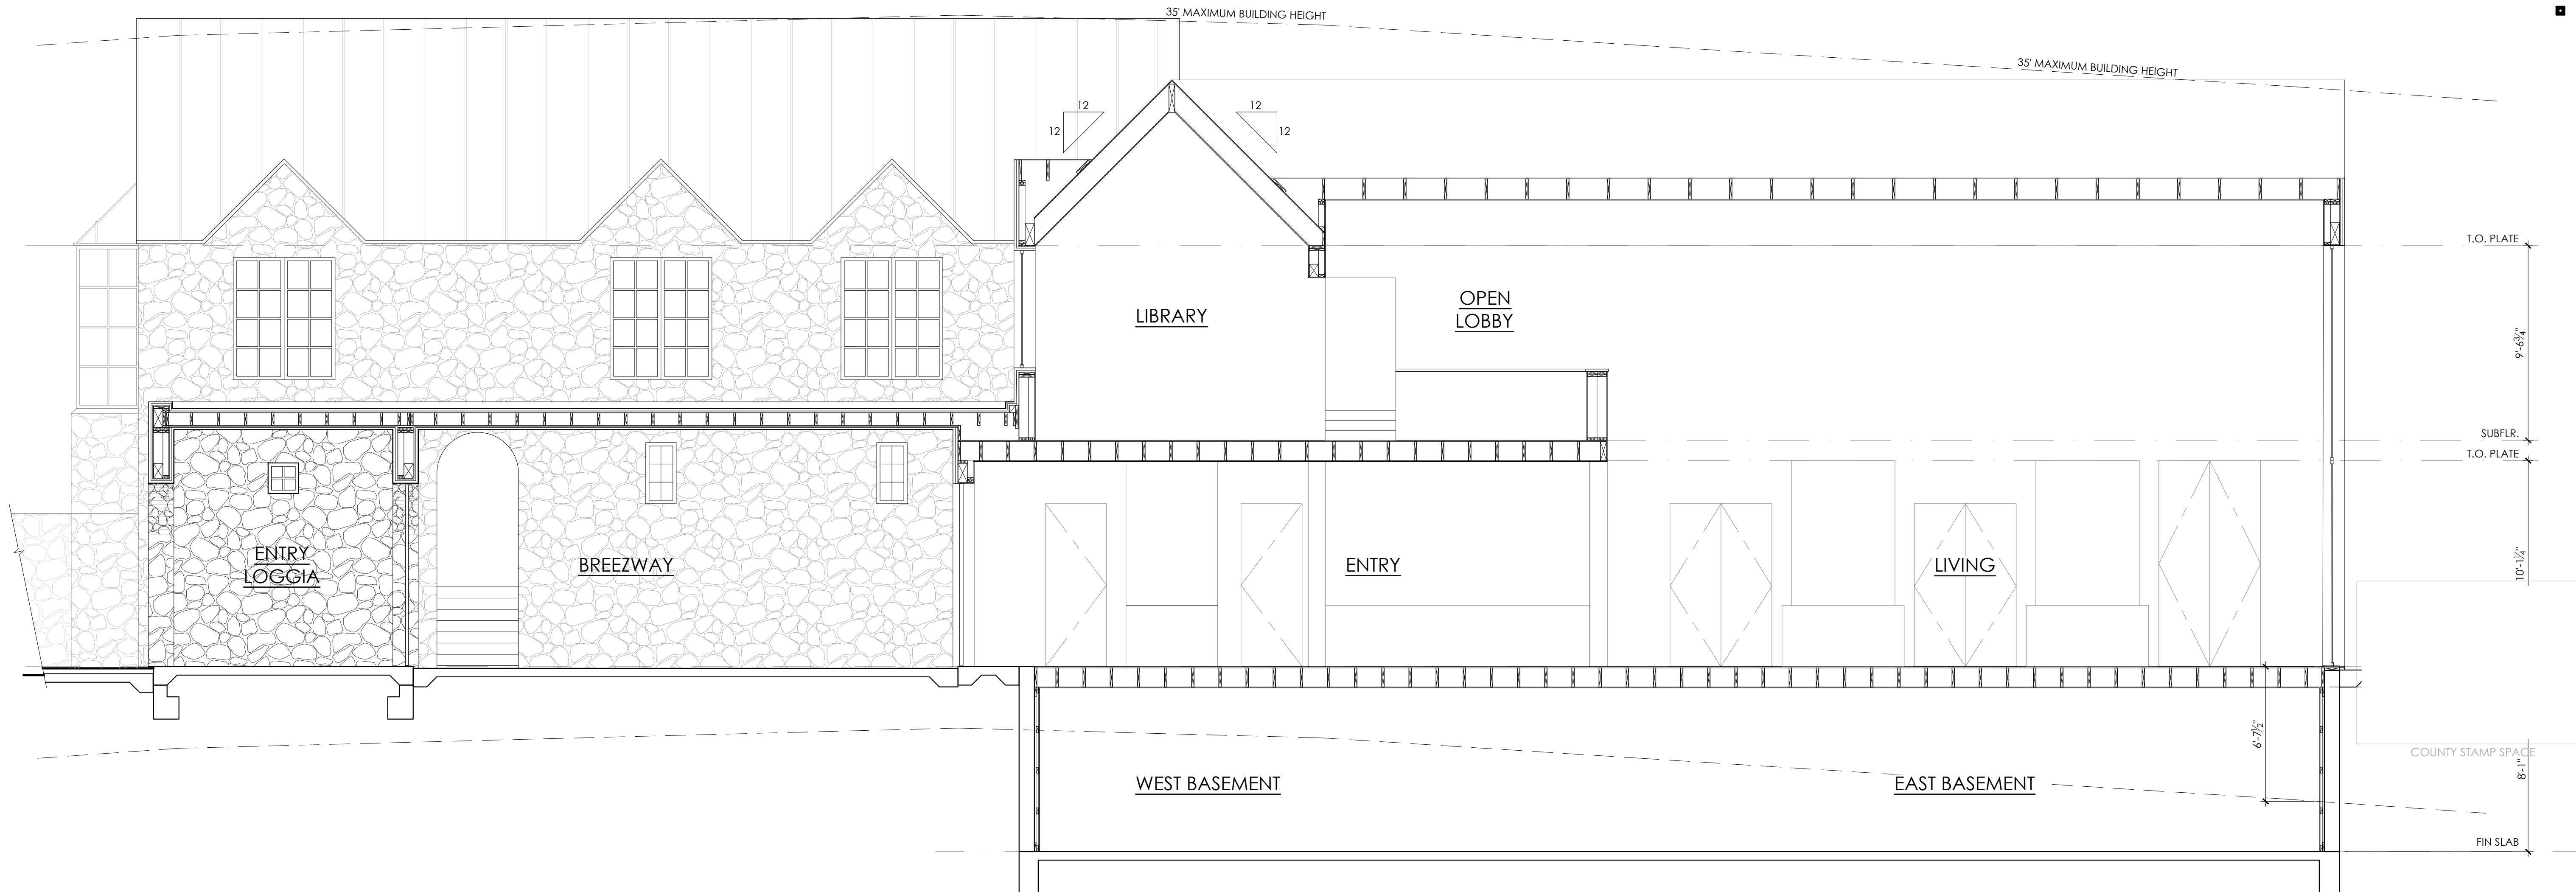 35' MAXIMUM BUILDING HEIGHT
35' MAXIMUM BUILDING HEIGHT
12
12
12
12
T.O. PLATE
9'-6¾"
LIBRARY
OPEN
LOBBY
SUBFLR.
T.O. PLATE
10'-1¼"
ENTRY
LOGGIA
BREEZWAY
ENTRY
LIVING
6'-7½"
COUNTY STAMP SPACE
8'-1"
WEST BASEMENT
EAST BASEMENT
FIN SLAB